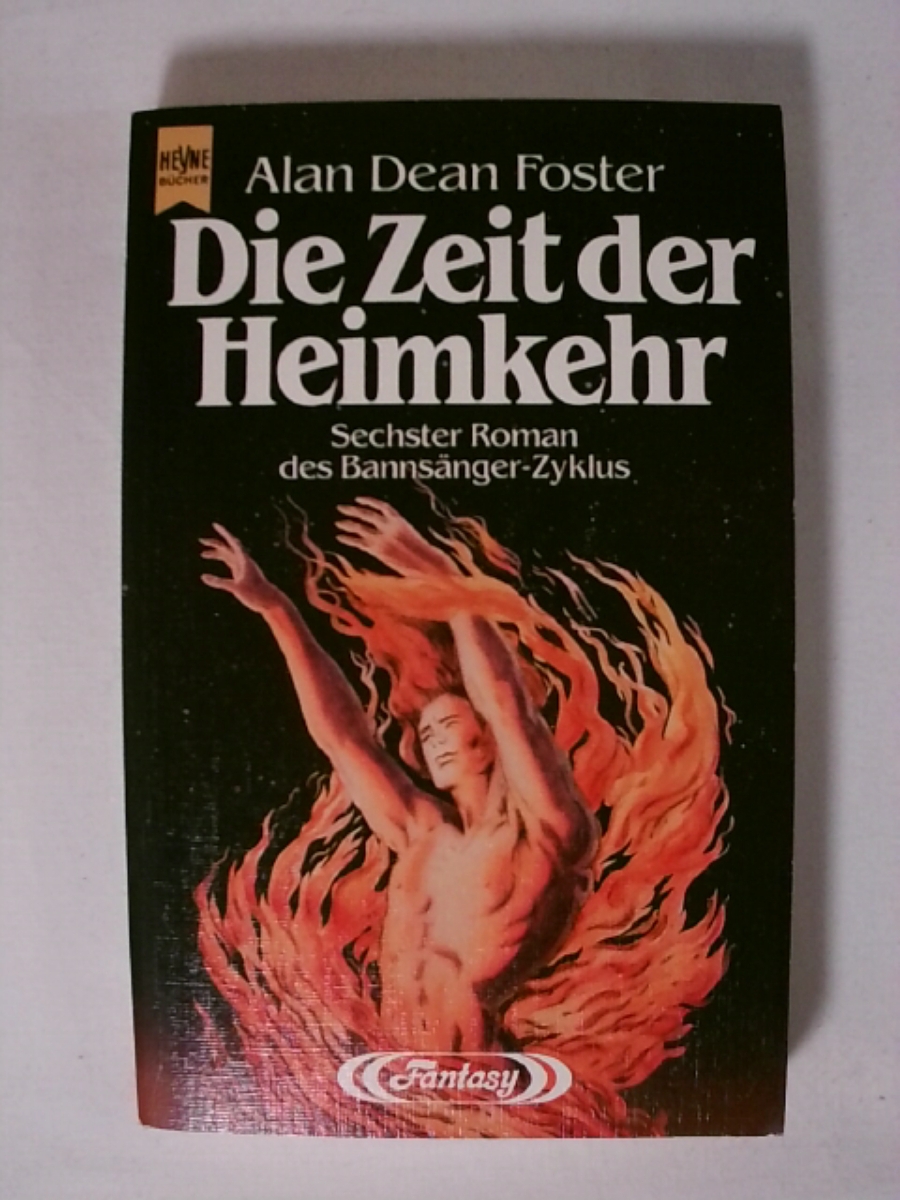 HEYNE
BÜCHER
Alan Dean Foster
Die Zeit der
Heimkehr
Sechster Roman
des Bannsänger-Zyklus
Fantasy